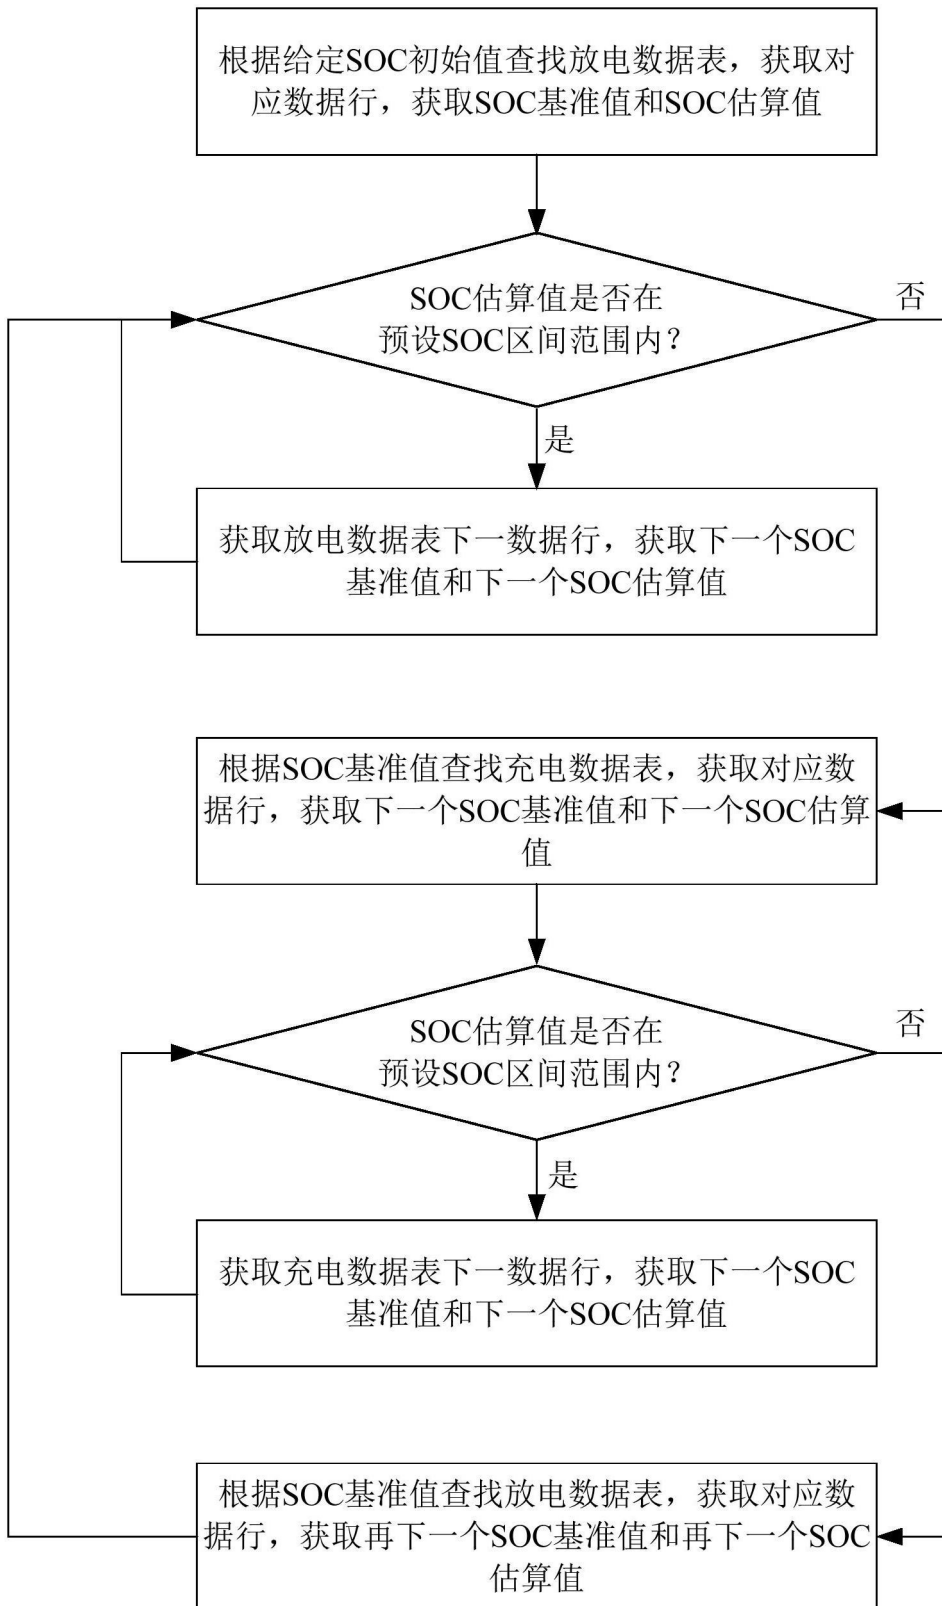 根据给定SOC初始值查找放电数据表，获取对
应数据行，获取SOC基准值和SOC估算值
SOC估算值是否在
预设SOC区间范围内？
否
是
获取放电数据表下一数据行，获取下一个SOC
基准值和下一个SOC估算值
根据SOC基准值查找充电数据表，获取对应数
据行，获取下一个SOC基准值和下一个SOC估算
值
SOC估算值是否在
预设SOC区间范围内？
否
是
获取充电数据表下一数据行，获取下一个SOC
基准值和下一个SOC估算值
根据SOC基准值查找放电数据表，获取对应数
据行，获取再下一个SOC基准值和再下一个SOC
估算值